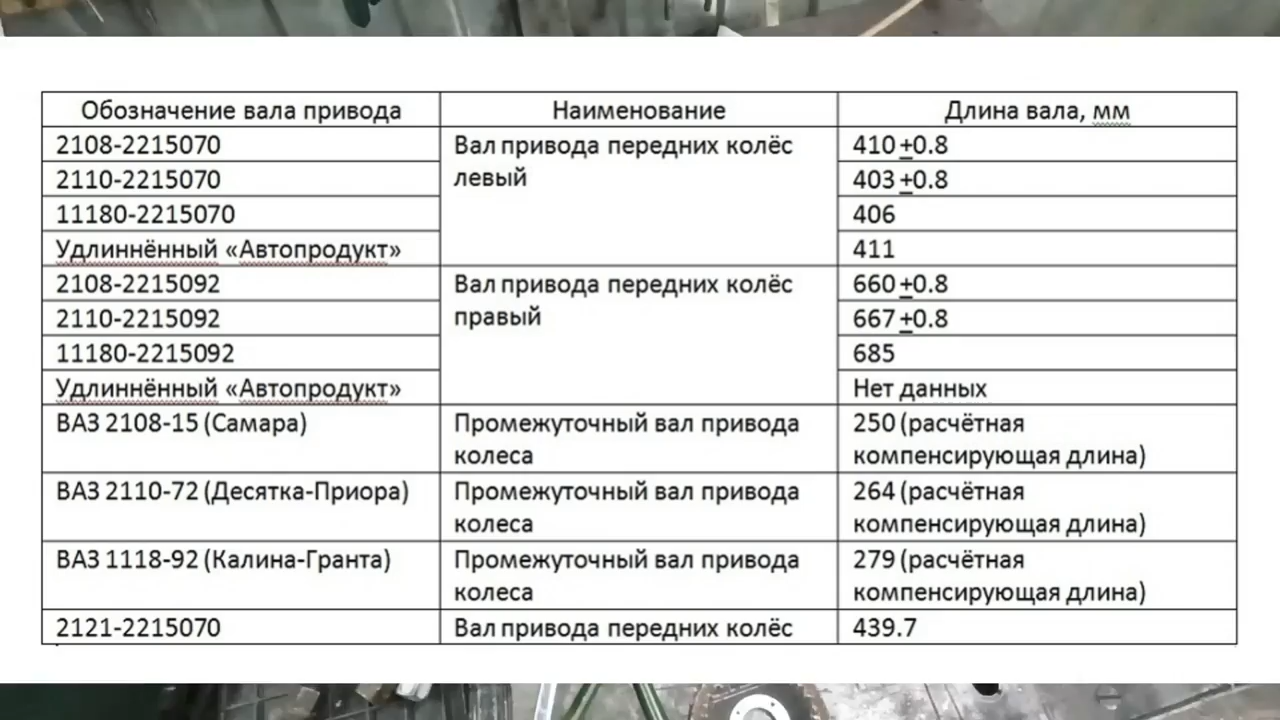 Обозначение вала привода Наименование Длина вала, мм
2108-2215070 Вал привода передних колёс 410 +0.8
2110-2215070 левый 403 +0.8
11180-2215070 406
Удлиннённый «Автопродукт» 411
2108-2215092 Вал привода передних колёс 660 +0.8
2110-2215092 правый 667 +0.8
11180-2215092 685
Удлиннённый «Автопродукт» Нет данных
ВАЗ 2108-15 (Самара) Промежуточный вал привода 250 (расчётная
колеса компенсирующая длина)
ВАЗ 2110-72 (Десятка-Приора) Промежуточный вал привода 264 (расчётная
колеса компенсирующая длина)
ВАЗ 1118-92 (Калина-Гранта) Промежуточный вал привода 279 (расчётная
колеса компенсирующая длина)
2121-2215070 Вал привода передних колёс 439.7